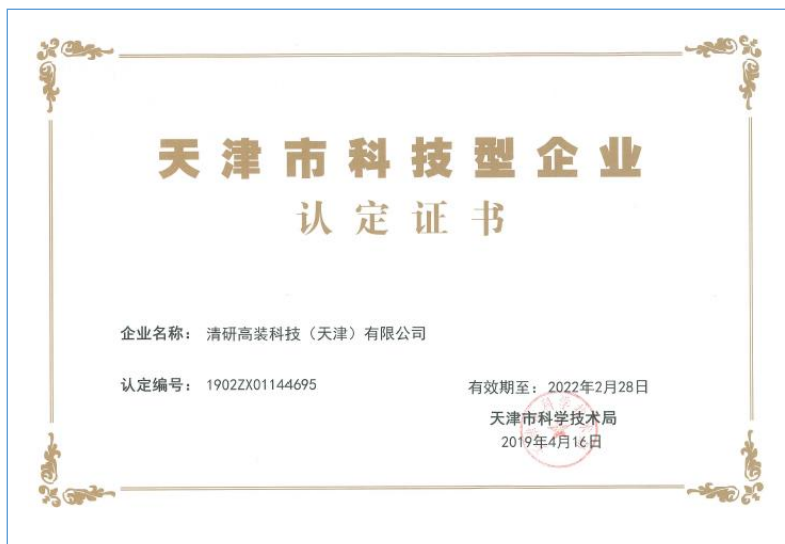 天津市科技型企业
认定证书
企业名称： 清研高装科技（天津）有限公司
认定编号： 1902ZX01144695
有效期至：2022年2月28日
天津市科学技术局
2019年4月16日